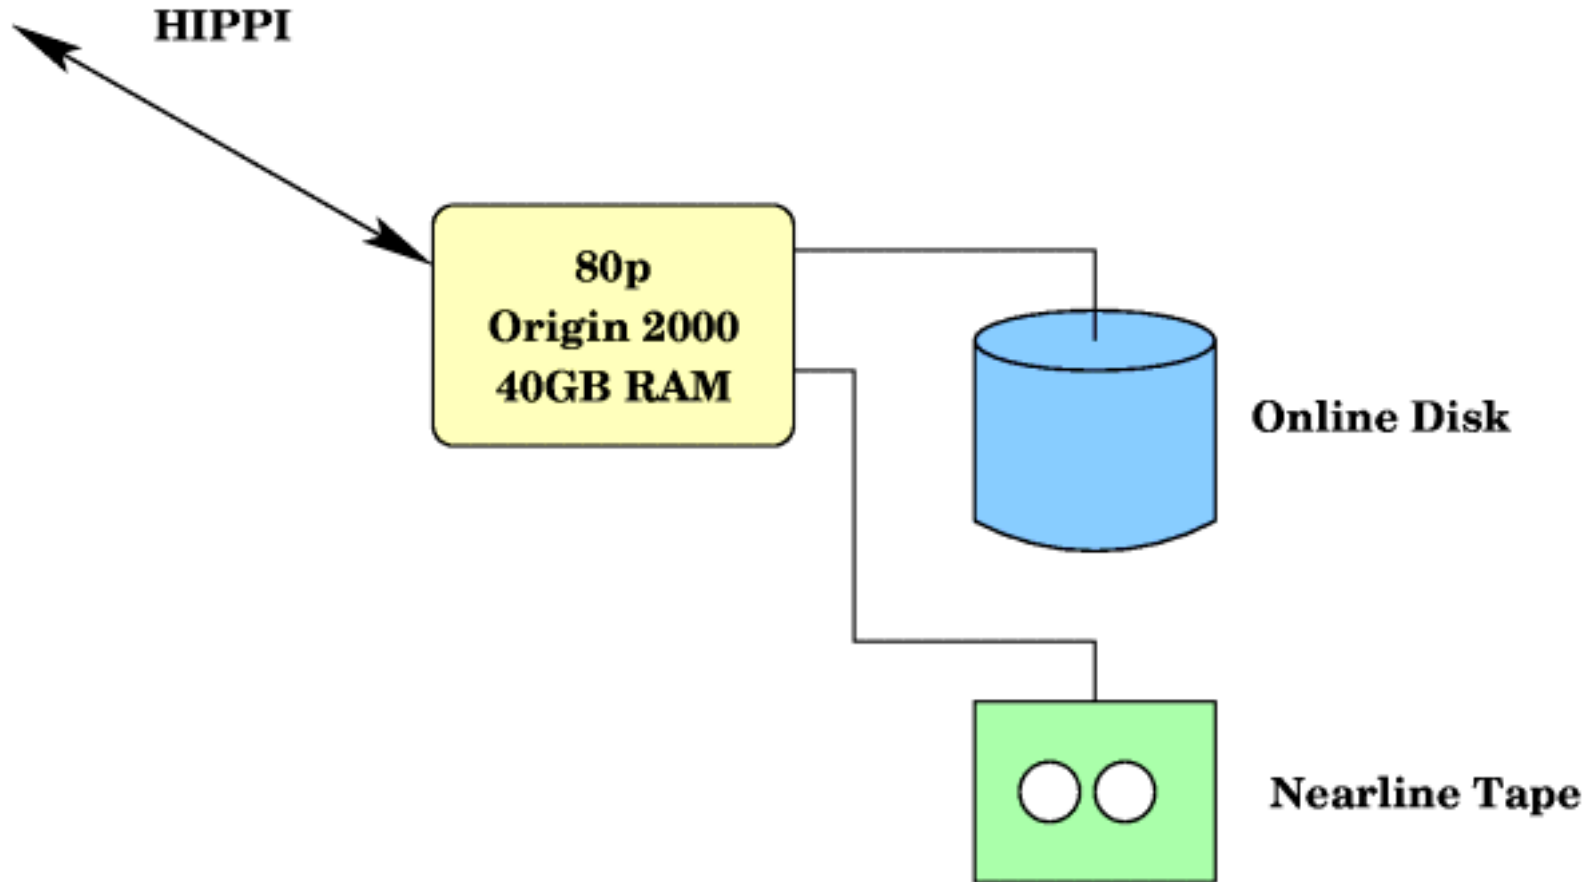 HIPPI
80p
Origin 2000
40GB RAM
Online Disk
Nearline Tape